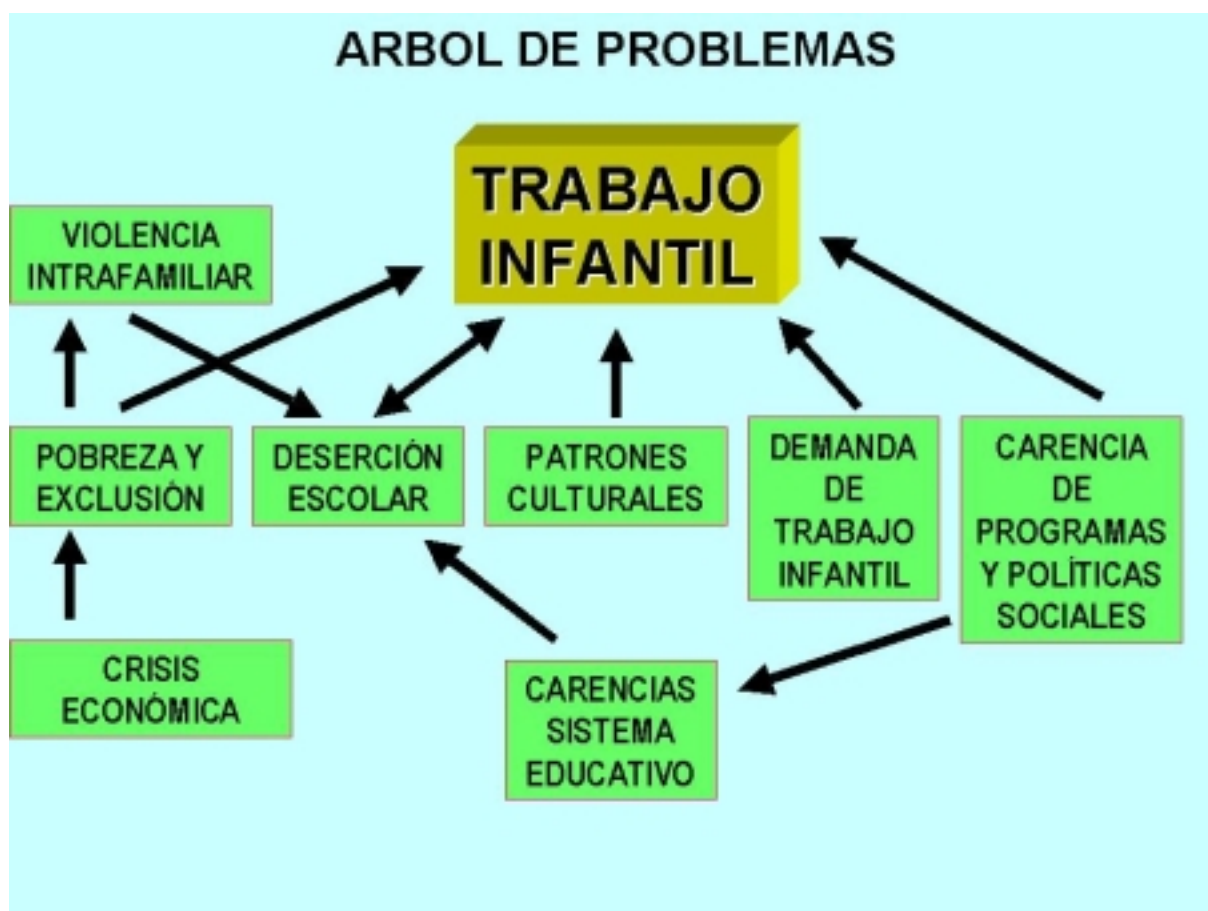 ARBOL DE PROBLEMAS
TRABAJO
INFANTIL
VIOLENCIA
INTRAFAMILIAR
POBREZA Y
EXCLUSIÓN
DESERCIÓN
ESCOLAR
PATRONES
CULTURALES
DEMANDA
DE
TRABAJO
INFANTIL
CARENCIA
DE
PROGRAMAS
Y POLÍTICAS
SOCIALES
CRISIS
ECONÓMICA
CARENCIAS
SISTEMA
EDUCATIVO